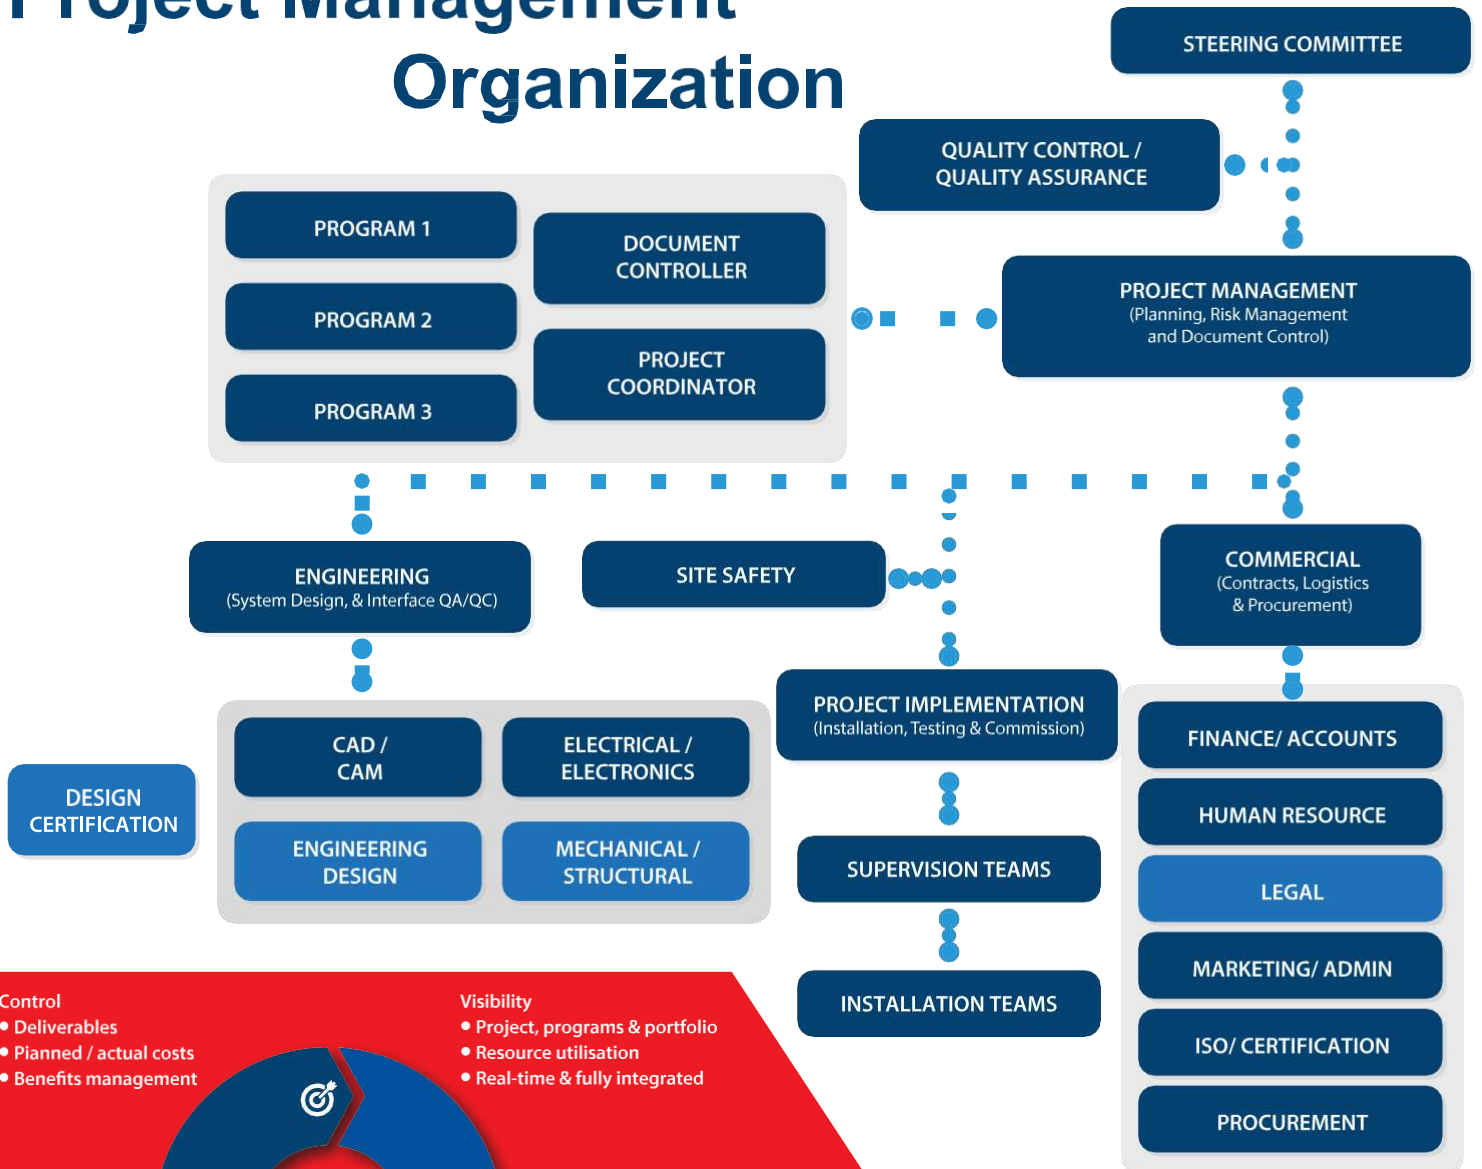 Project Management
Organization
STEERING COMMITTEE
QUALITY CONTROL /
QUALITY ASSURANCE
PROGRAM 1
PROGRAM 2
PROGRAM 3
DOCUMENT
CONTROLLER
PROJECT
COORDINATOR
PROJECT MANAGEMENT
(Planning, Risk Management
and Document Control)
ENGINEERING
(System Design, & Interface QA/QC)
SITE SAFETY
COMMERCIAL
(Contracts, Logistics
& Procurement)
PROJECT IMPLEMENTATION
(Installation, Testing & Commission)
CAD /
CAM
ELECTRICAL /
ELECTRONICS
DESIGN
CERTIFICATION
ENGINEERING
DESIGN
MECHANICAL /
STRUCTURAL
SUPERVISION TEAMS
INSTALLATION TEAMS
FINANCE/ ACCOUNTS
HUMAN RESOURCE
LEGAL
MARKETING/ ADMIN
ISO/ CERTIFICATION
PROCUREMENT
Control
• Deliverables
• Planned / actual costs
• Benefits management
Visibility
• Project, programs & portfolio
• Resource utilisation
• Real-time & fully integrated